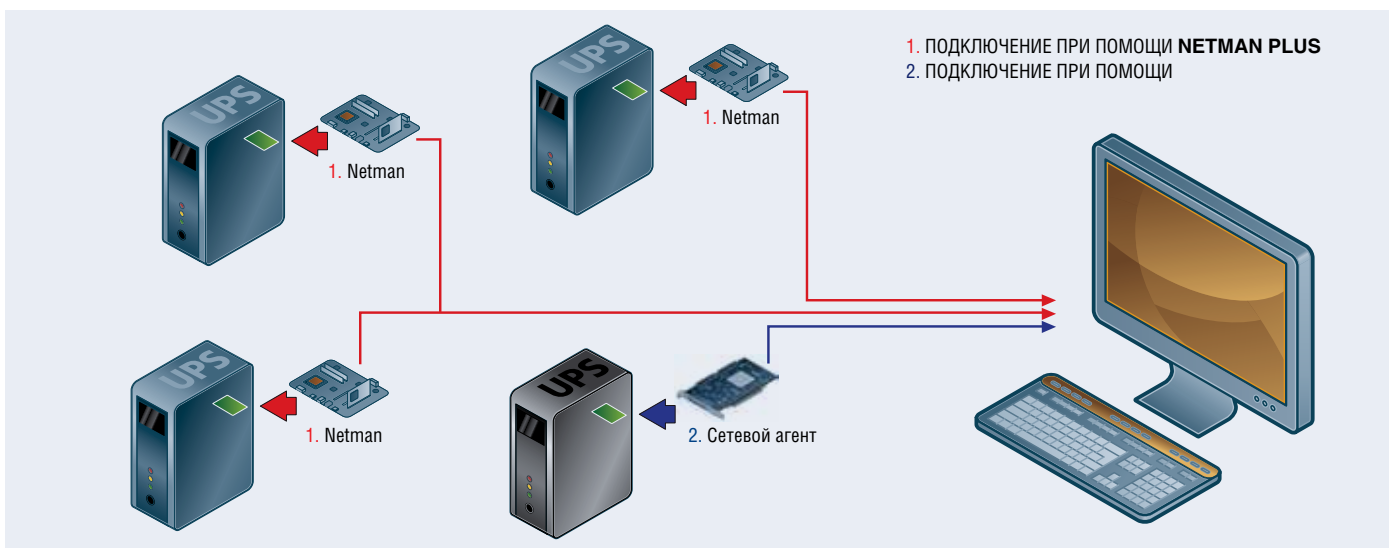 UPS
UPS
1. ПОДКЛЮЧЕНИЕ ПРИ ПОМОЩИ NETMAN PLUS
2. ПОДКЛЮЧЕНИЕ ПРИ ПОМОЩИ
1. Netman
1. Netman
UPS
UPS
1. Netman
2. Сетевой агент